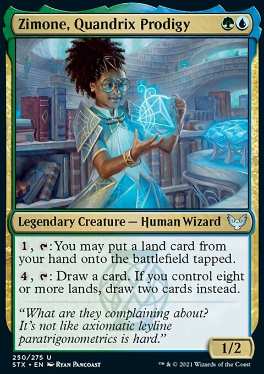 Zimone, Quandrix Prodigy
Legendary Creature — Human Wizard
1, T: You may put a land card from
your hand onto the battlefield tapped.
4, T: Draw a card. If you control eight
or more lands, draw two cards instead.
"What are they complaining about?
It's not like axiomatic leyline
paratrigonometrics is hard."
1/2
250/275 U
STX • EN RYAN PANCOAST
™ & © 2021 Wizards of the Coast